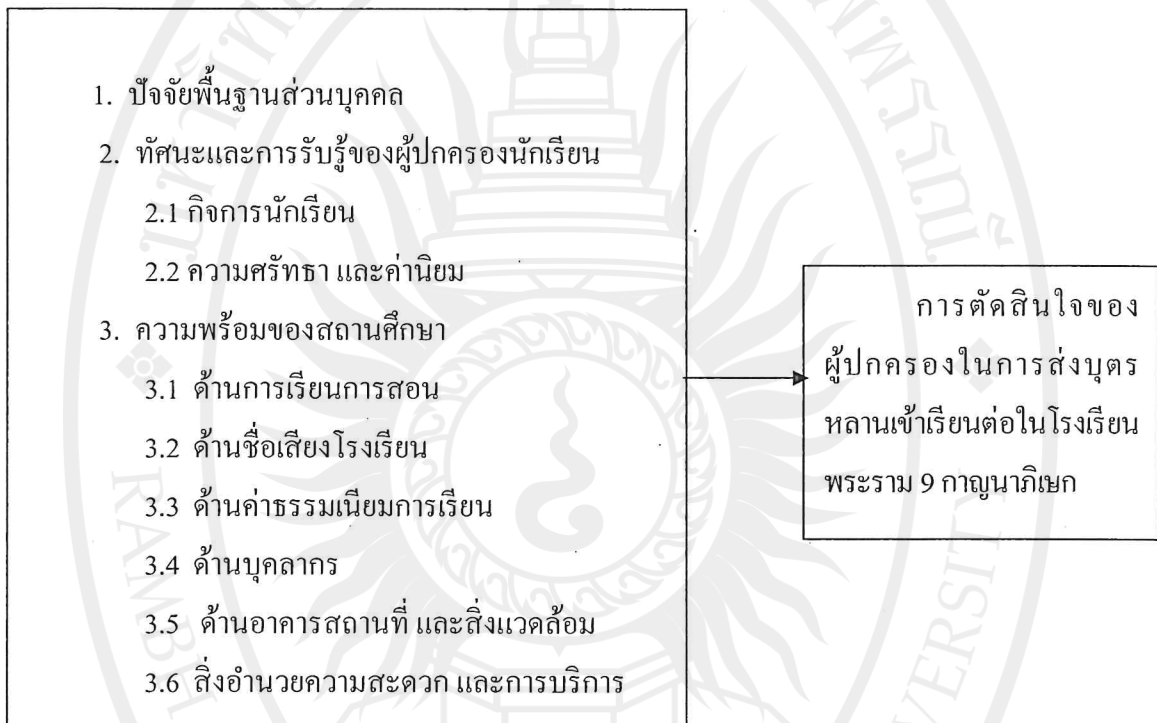 1. ปัจจัยพื้นฐานส่วนบุคคล
2. ทัศนะและการรับรู้ของผู้ปกครองนักเรียน
2.1 กิจการนักเรียน
2.2 ความศรัทธา และค่านิยม
3. ความพร้อมของสถานศึกษา
3.1 ด้านการเรียนการสอน
3.2 ด้านชื่อเสียงโรงเรียน
3.3 ด้านค่าธรรมเนียมการเรียน
3.4 ด้านบุคลากร
3.5 ด้านอาคารสถานที่ และสิ่งแวดล้อม
3.6 สิ่งอำนวยความสะดวก และการบริการ
การตัดสินใจของ
ผู้ปกครองในการส่งบุตร
หลานเข้าเรียนต่อในโรงเรียน
พระราม 9 กาญนาภิเษก